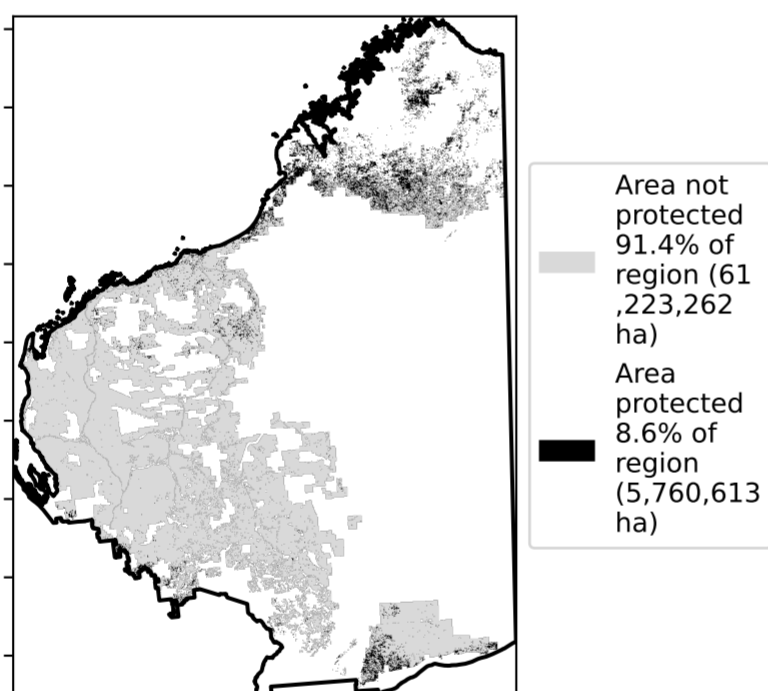 Area not
protected
91.4% of
region (61
,223,262
ha)
Area
protected
8.6% of
region
(5,760,613
ha)